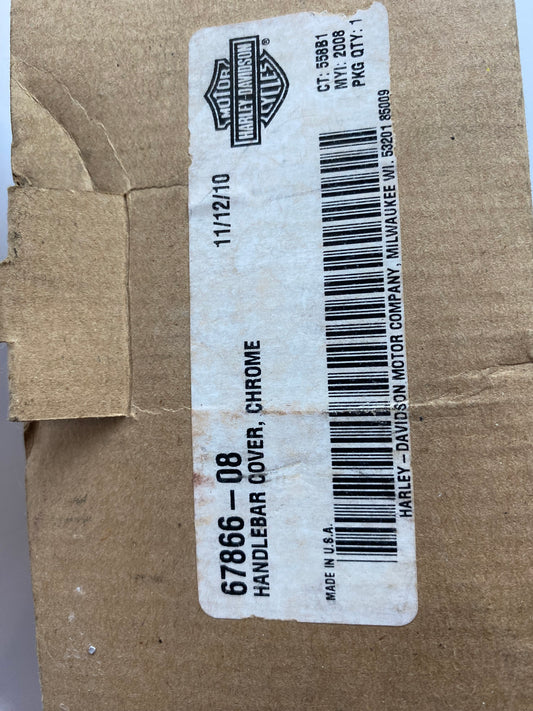 MOTOR
HARLEY-DAVIDSON®
CYCLES
CT: 558B1
MYI: 2008
PKG QTY: 1
11/12/10
67866-08
HANDLEBAR COVER, CHROME
MADE IN U.S.A.
HARLEY-DAVIDSON MOTOR COMPANY, MILWAUKEE WI. 53201 85009